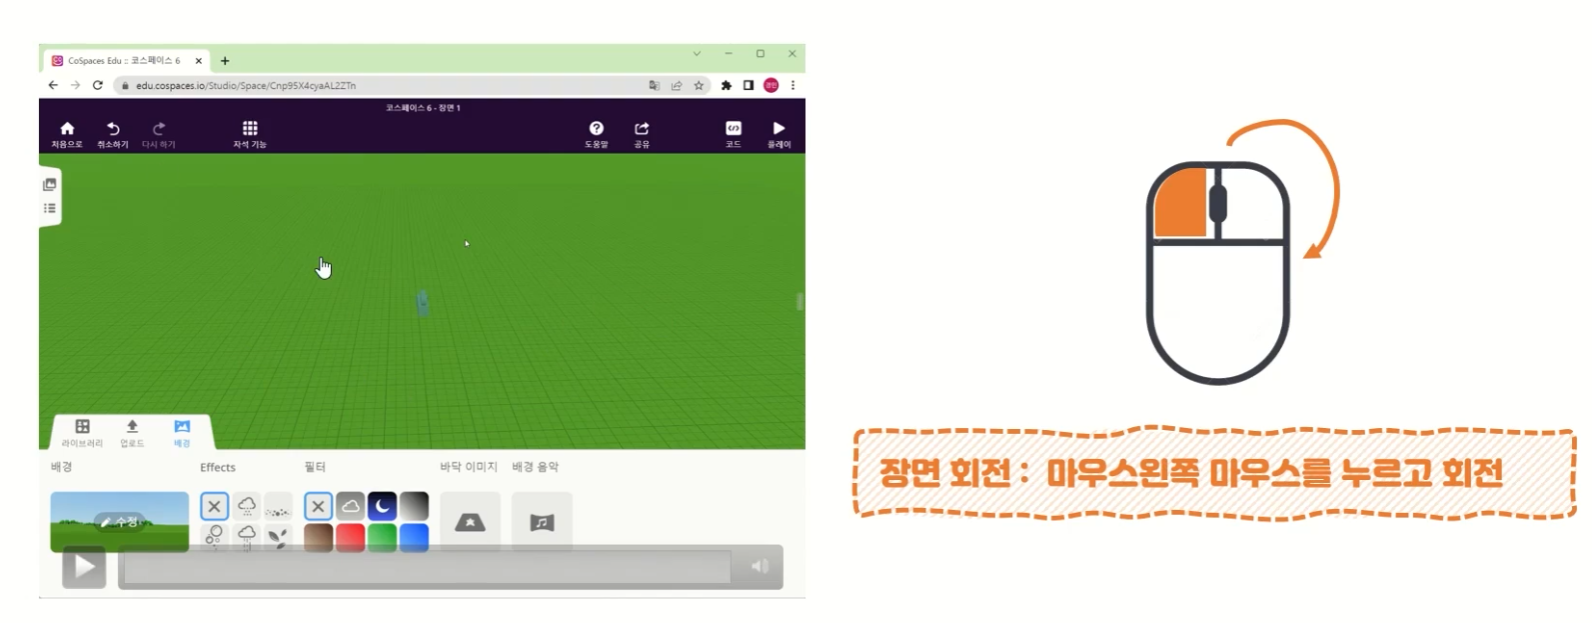 CoSpaces Edu :: 코스페이스 6
edu.cospaces.io/Studio/Space/Cnp95X4cyaAL2ZTn
코스페이스 6 - 장면 1
처음으로 취소하기 다시 하기 자석 기능 도움말 공유 코드 플레이
라이브러리 업로드 배경
배경 Effects 필터 바닥 이미지 배경 음악
수정
장면 회전 : 마우스왼쪽 마우스를 누르고 회전